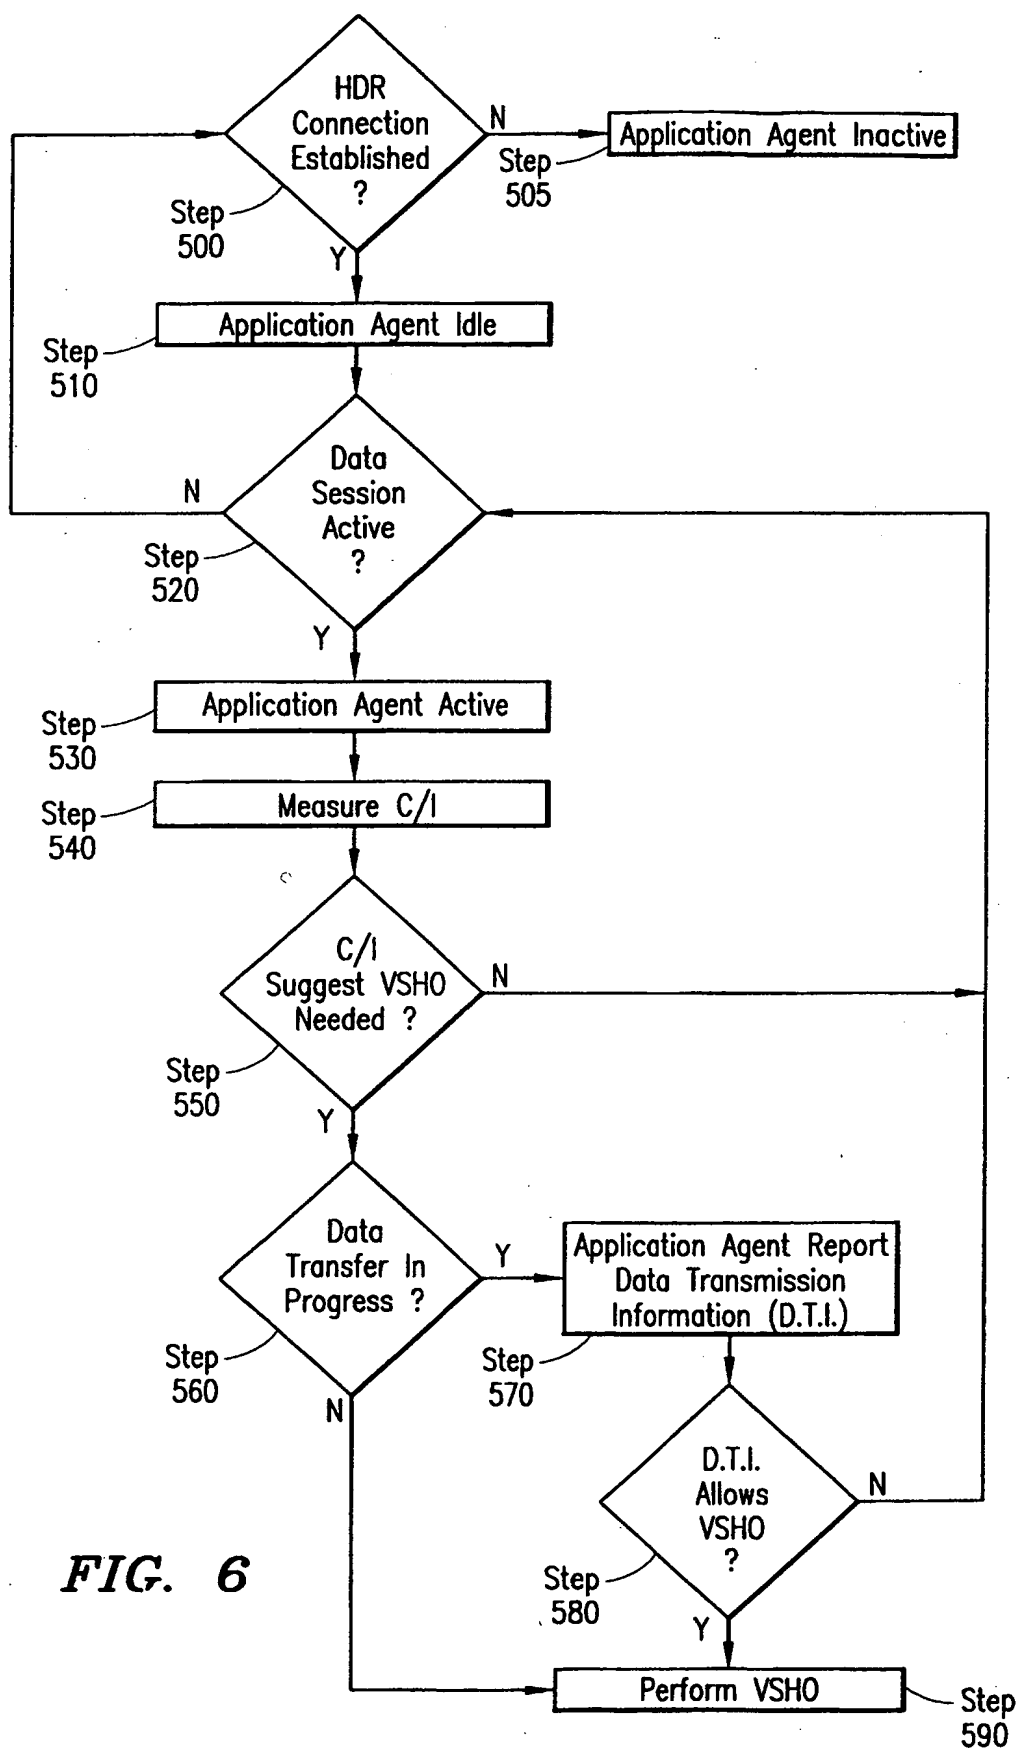 HDR
Connection
Established
?
N
Application Agent Inactive
Step
505
Step
500
Y
Application Agent Idle
Step
510
Data
Session
Active
?
N
Step
520
Y
Application Agent Active
Step
530
Measure C/I
Step
540
C/I
Suggest VSHO
Needed ?
N
Step
550
Y
Data
Transfer In
Progress ?
Y
Application Agent Report
Data Transmission
Information (D.T.I.)
Step
560
Step
570
N
D.T.I.
Allows
VSHO
?
N
Step
580
Y
Perform VSHO
Step
590
FIG. 6